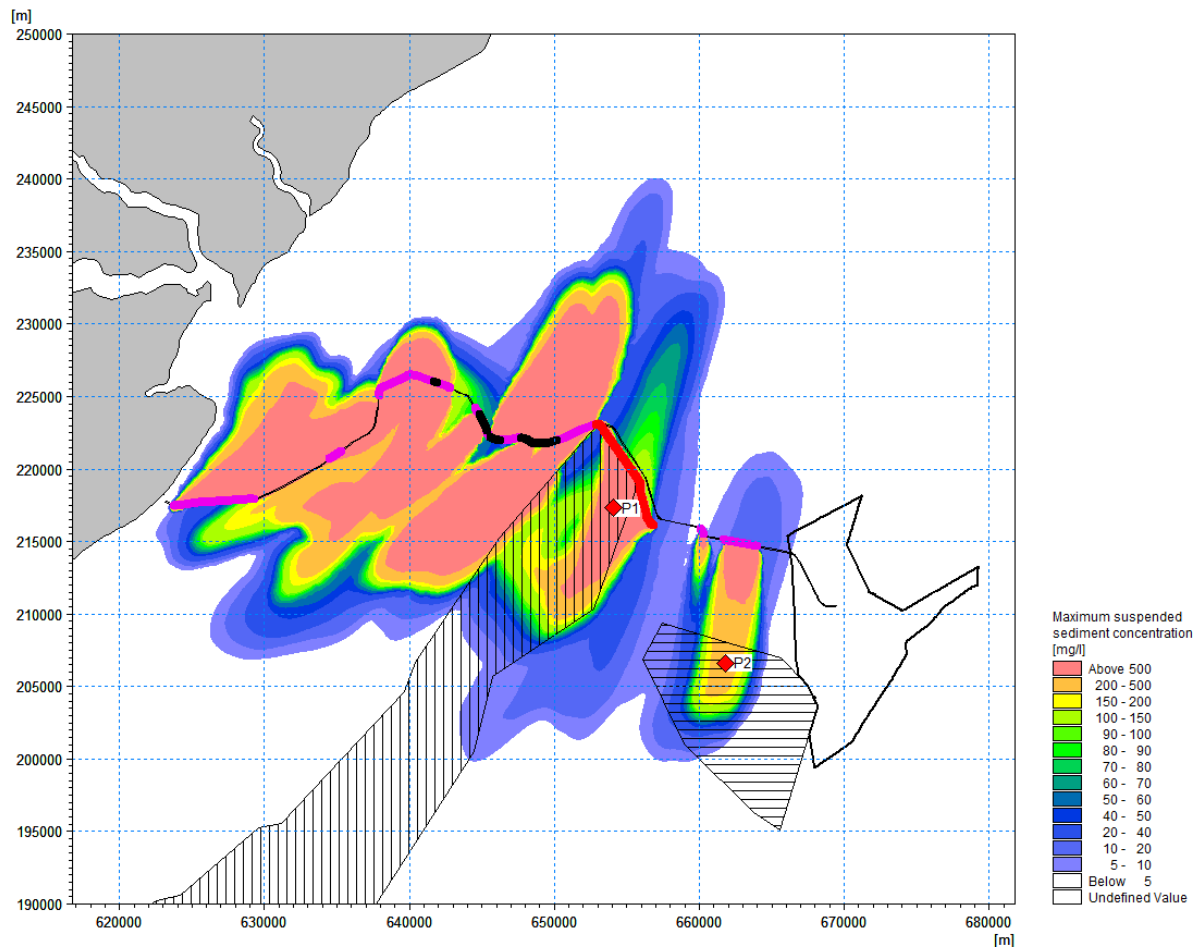 [m]
250000
245000
240000
235000
230000
225000
220000
215000
210000
205000
200000
195000
190000
620000 630000 640000 650000 660000 670000 680000
[m]
P1
P2
Maximum suspended
sediment concentration
[mg/l]
Above 500
200 - 500
150 - 200
100 - 150
90 - 100
80 - 90
70 - 80
60 - 70
50 - 60
40 - 50
20 - 40
10 - 20
5 - 10
Below 5
Undefined Value